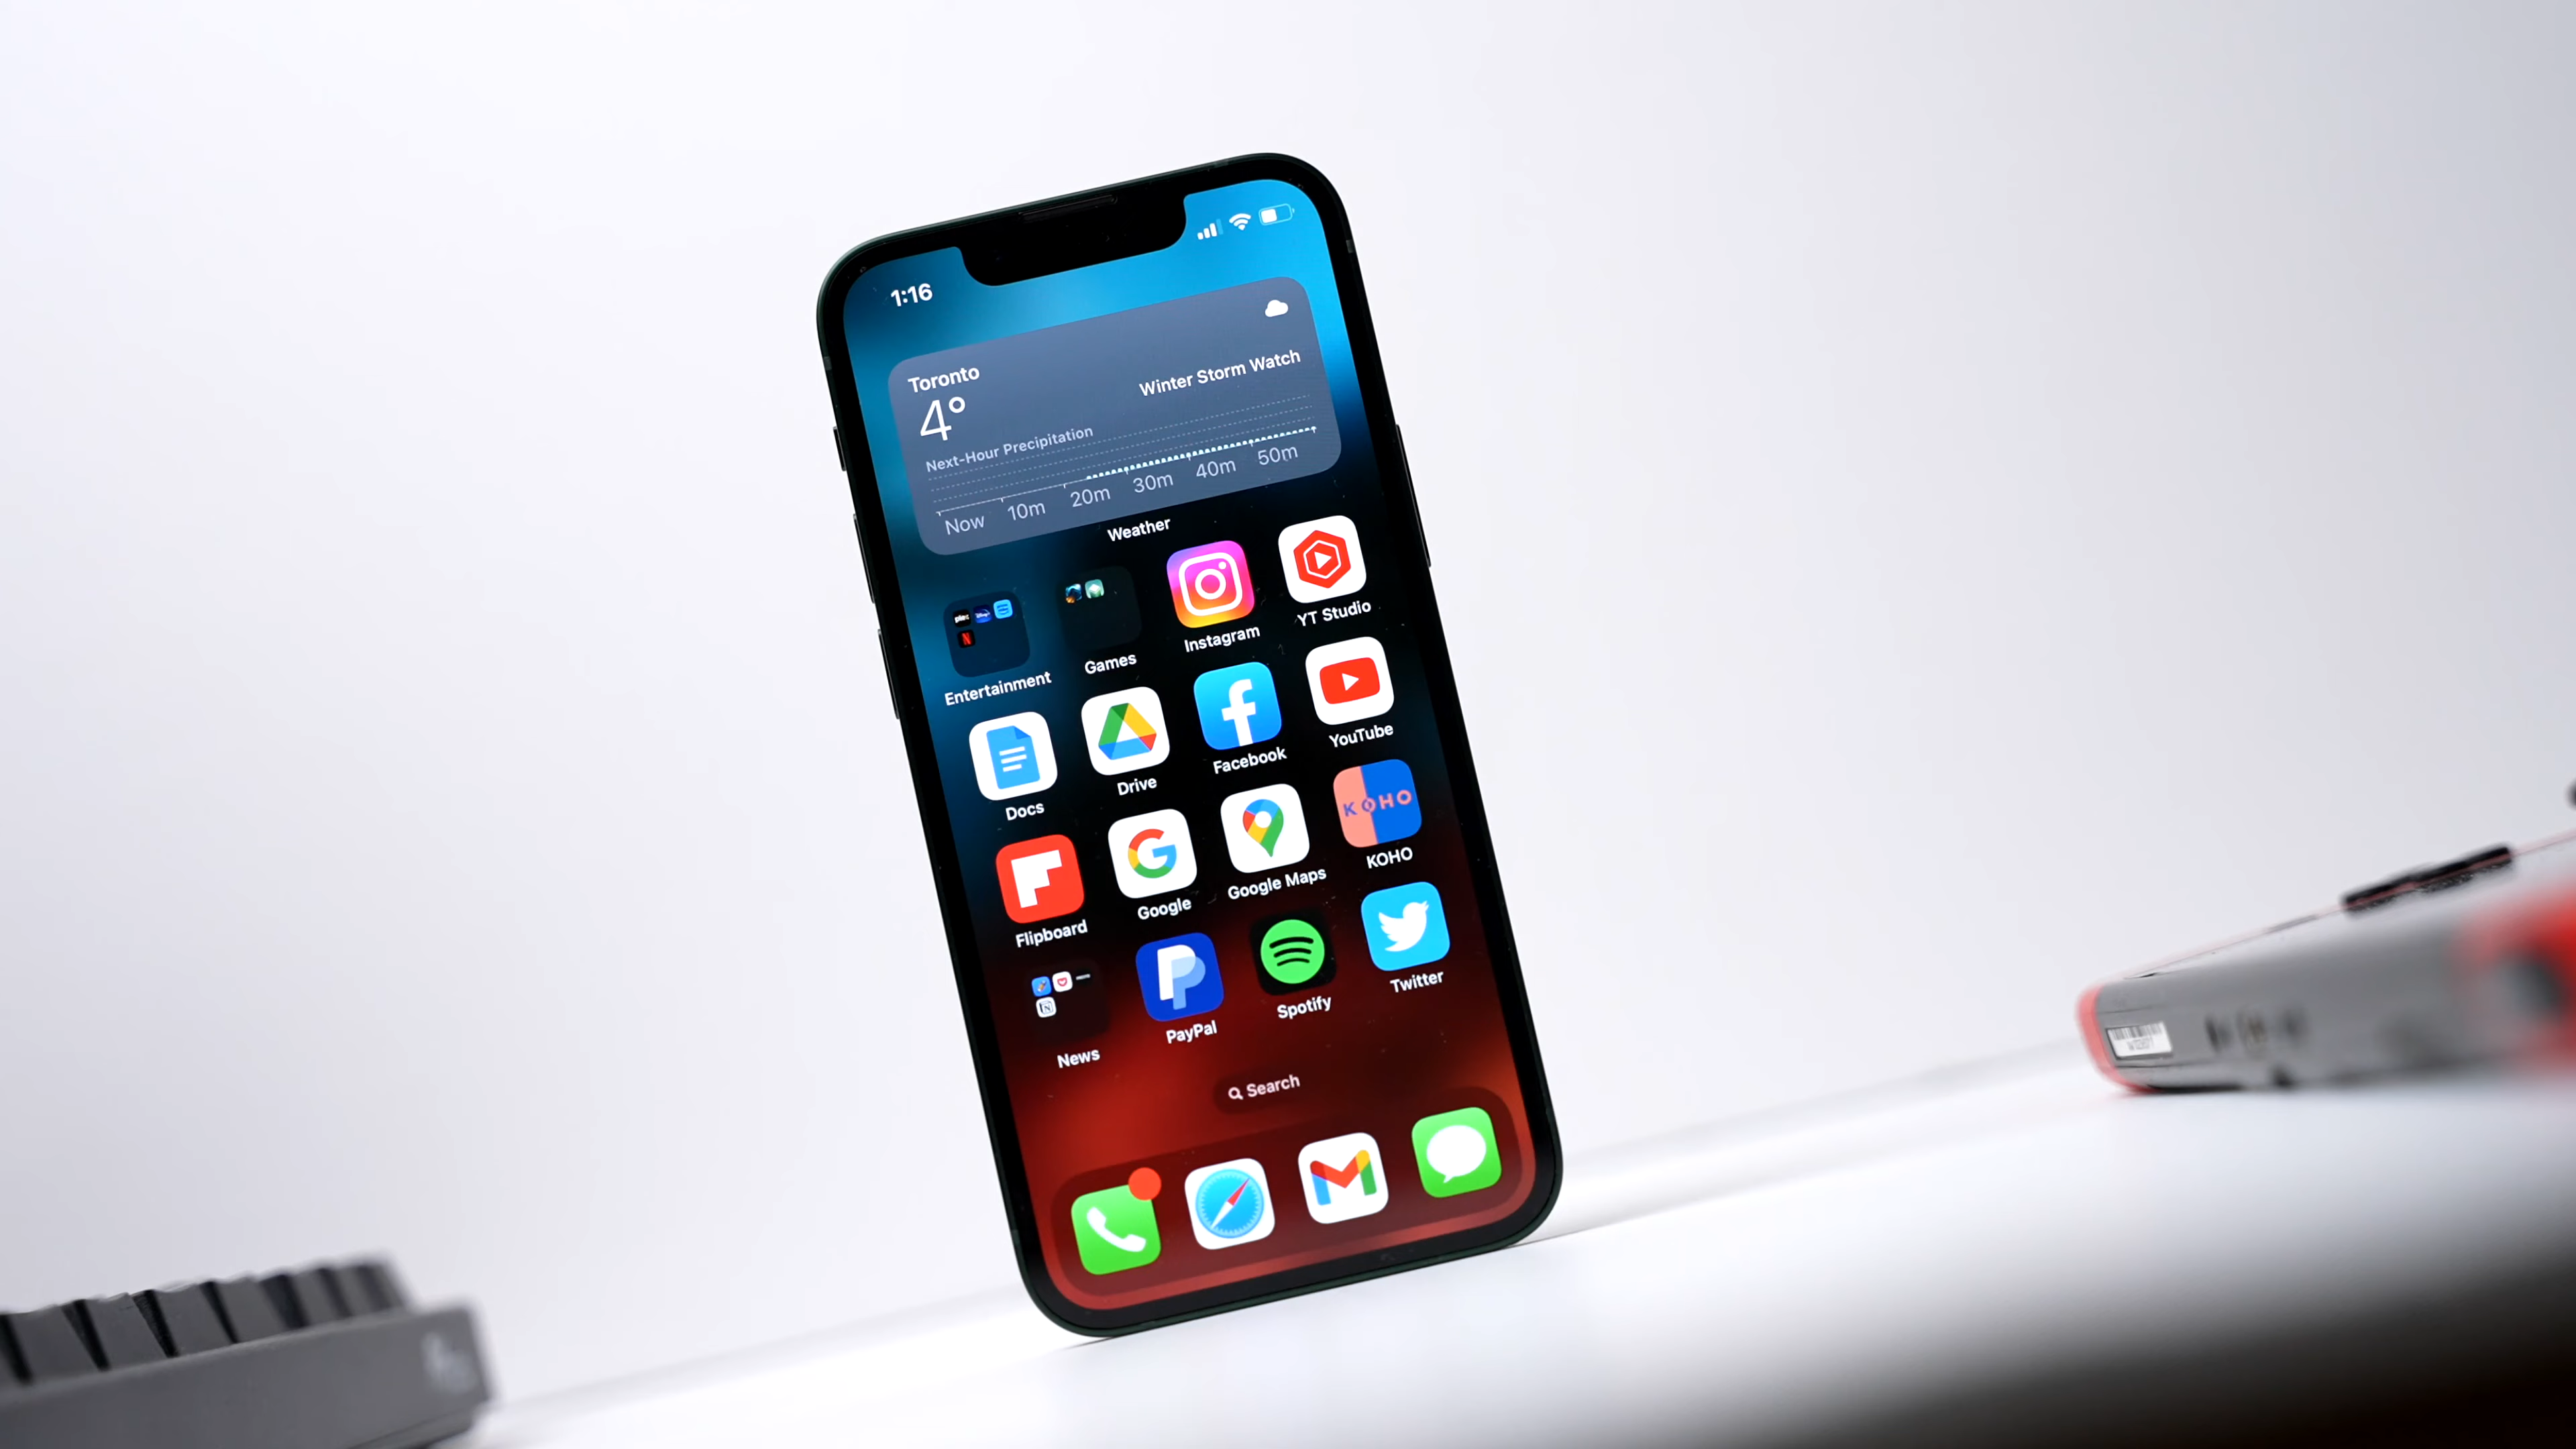 1:16
Toronto
4°
Winter Storm Watch
Next-Hour Precipitation
Now 10m 20m 30m 40m 50m
Weather
Entertainment Games Instagram YT Studio
Docs Drive Facebook YouTube
KOHO
Flipboard Google Google Maps KOHO
News PayPal Spotify Twitter
Search